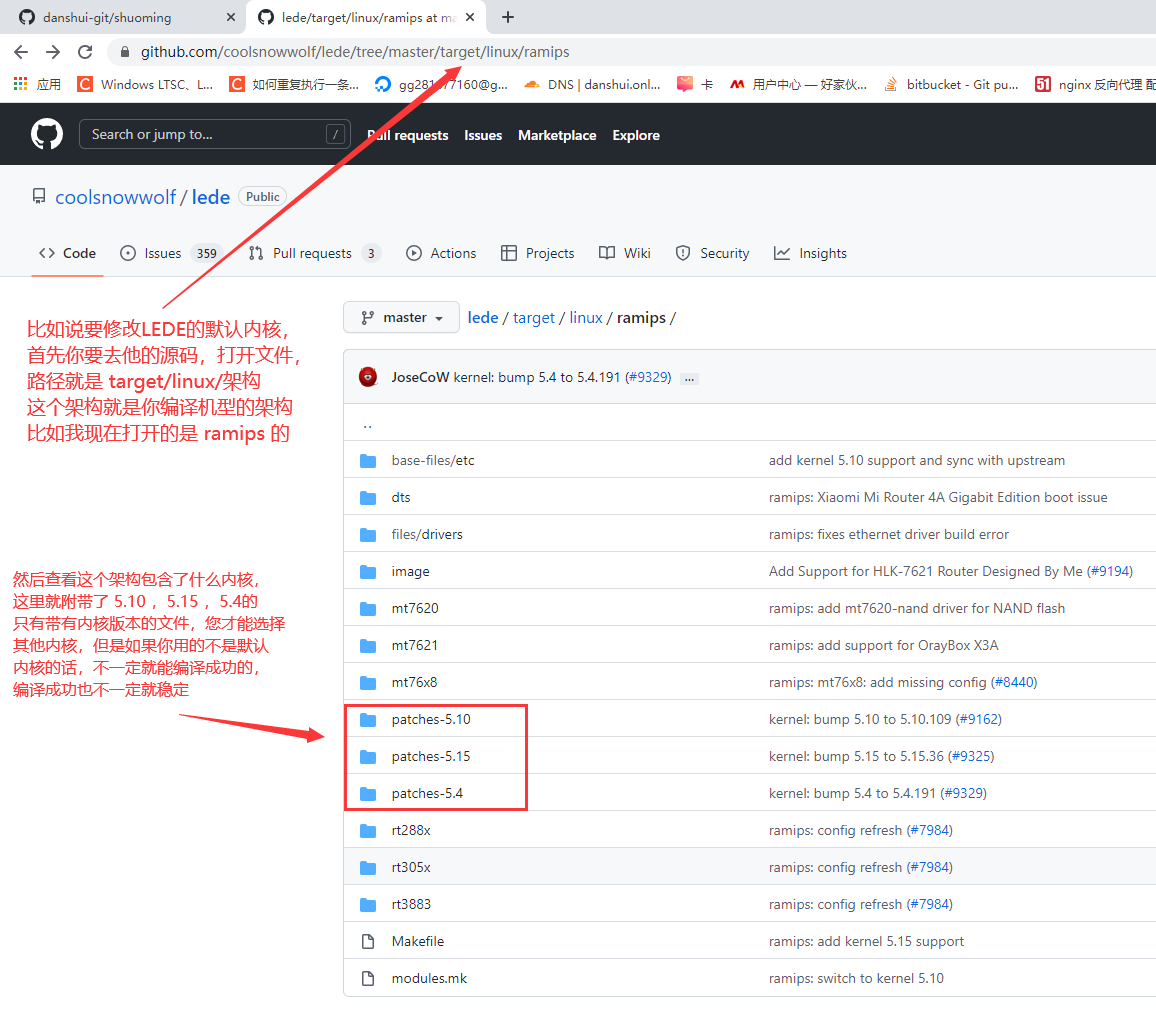 danshui-git/shuoming
lede/target/linux/ramips at ma
github.com/coolsnowwolf/lede/tree/master/target/linux/ramips
应用
Windows LTSC、L...
如何重复执行一条...
DNS | danshui.onl...
卡
用户中心 — 好家伙...
bitbucket - Git pu...
51
nginx 反向代理 配
Search or jump to...
/
Pull requests
Issues
Marketplace
Explore
coolsnowwolf / lede
Public
Code
Issues 359
Pull requests 3
Actions
Projects
Wiki
Security
Insights
比如说要修改LEDE的默认内核,
首先你要去他的源码，打开文件,
路径就是 target/linux/架构
这个架构就是你编译机型的架构
比如我现在打开的是 ramips 的
master
lede / target / linux / ramips /
JoseCoW kernel: bump 5.4 to 5.4.191 (#9329) ...
..
base-files/etc add kernel 5.10 support and sync with upstream
dts ramips: Xiaomi Mi Router 4A Gigabit Edition boot issue
files/drivers ramips: fixes ethernet driver build error
image Add Support for HLK-7621 Router Designed By Me (#9194)
mt7620 ramips: add mt7620-nand driver for NAND flash
mt7621 ramips: add support for OrayBox X3A
mt76x8 ramips: mt76x8: add missing config (#8440)
patches-5.10 kernel: bump 5.10 to 5.10.109 (#9162)
patches-5.15 kernel: bump 5.15 to 5.15.36 (#9325)
patches-5.4 kernel: bump 5.4 to 5.4.191 (#9329)
rt288x ramips: config refresh (#7984)
rt305x ramips: config refresh (#7984)
rt3883 ramips: config refresh (#7984)
Makefile ramips: add kernel 5.15 support
modules.mk ramips: switch to kernel 5.10
然后查看这个架构包含了什么内核,
这里就附带了 5.10 ，5.15 ，5.4的
只有带有内核版本的文件，您才能选择
其他内核，但是如果你用的不是默认
内核的话，不一定就能编译成功的,
编译成功也不一定就稳定